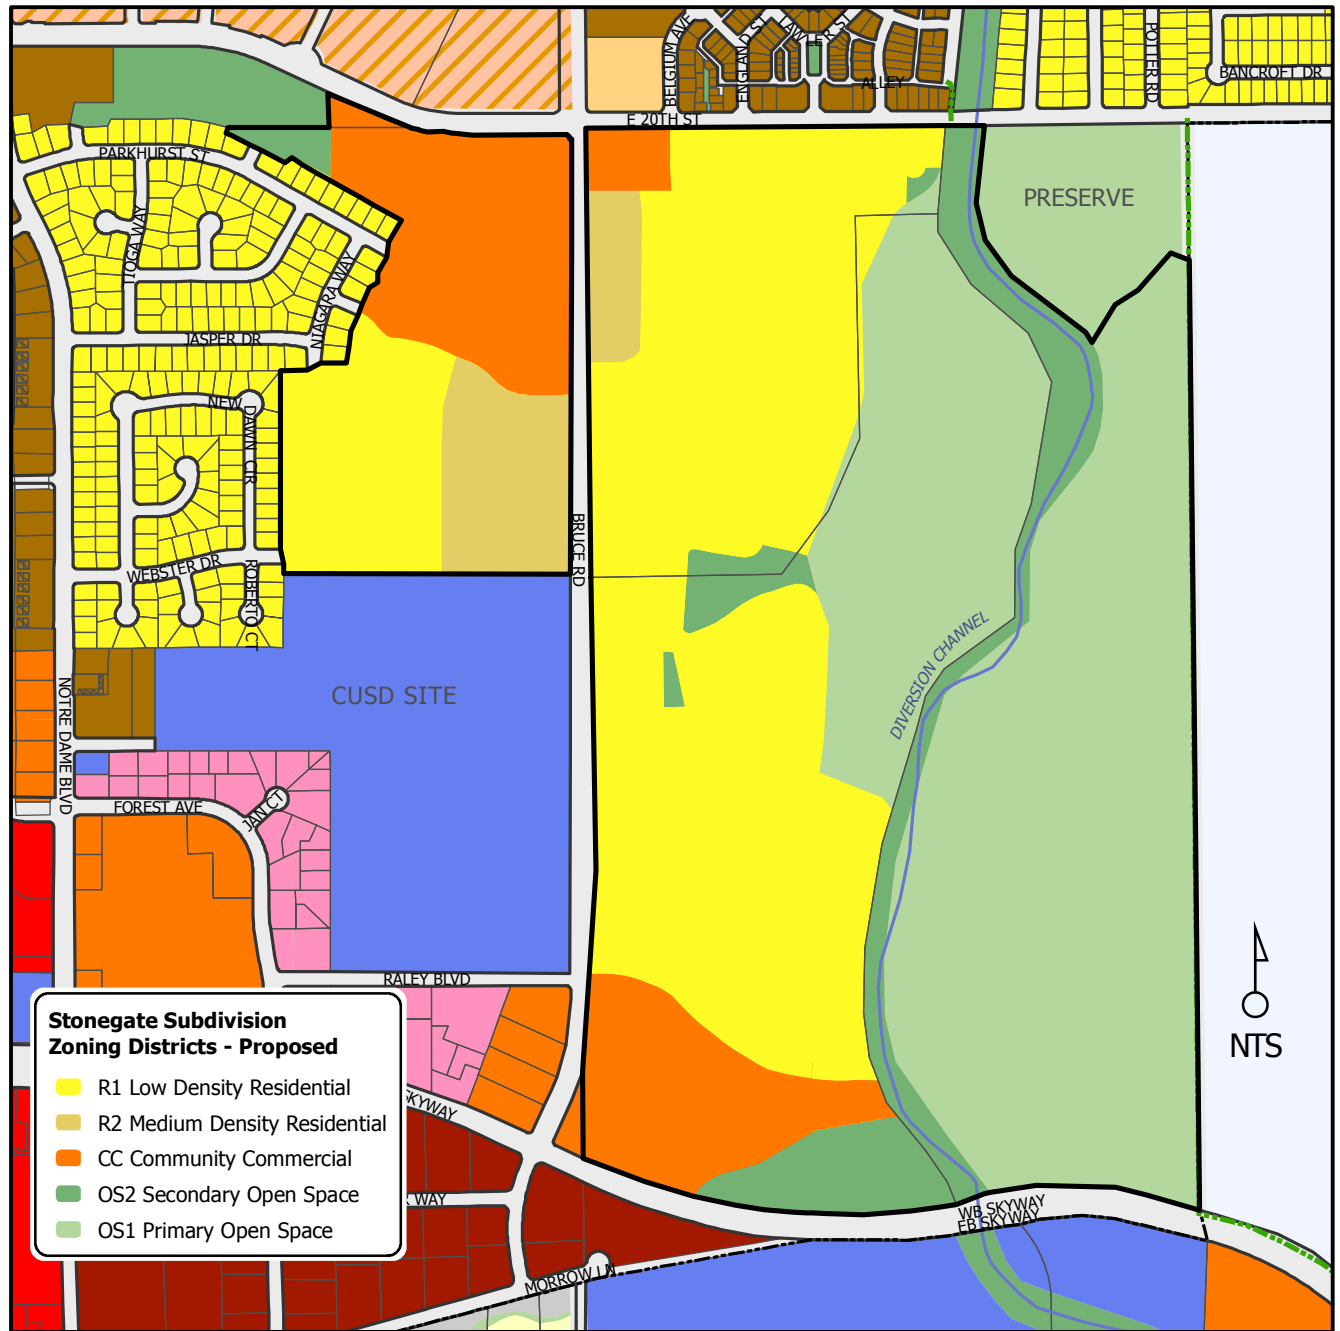 BELGIUM AVE
ENGLAND ST
LAWLER ST
ALLEY
POTTER RD
BANCROFT DR
E 20TH ST
PARKHURST ST
PRESERVE
TIOGA WAY
NIAGARA WAY
JASPER DR
NEW DAWN CIR
BRUCE RD
WEBSTER DR
ROBERTO CT
DIVERSION CHANNEL
CUSD SITE
NOTRE DAME BLVD
FOREST AVE
JAN CT
RALEY BLVD
NTS
Stonegate Subdivision
Zoning Districts - Proposed
R1 Low Density Residential
R2 Medium Density Residential
CC Community Commercial
OS2 Secondary Open Space
OS1 Primary Open Space
SKYWAY
WAY
WB SKYWAY
EB SKYWAY
MORROW LN